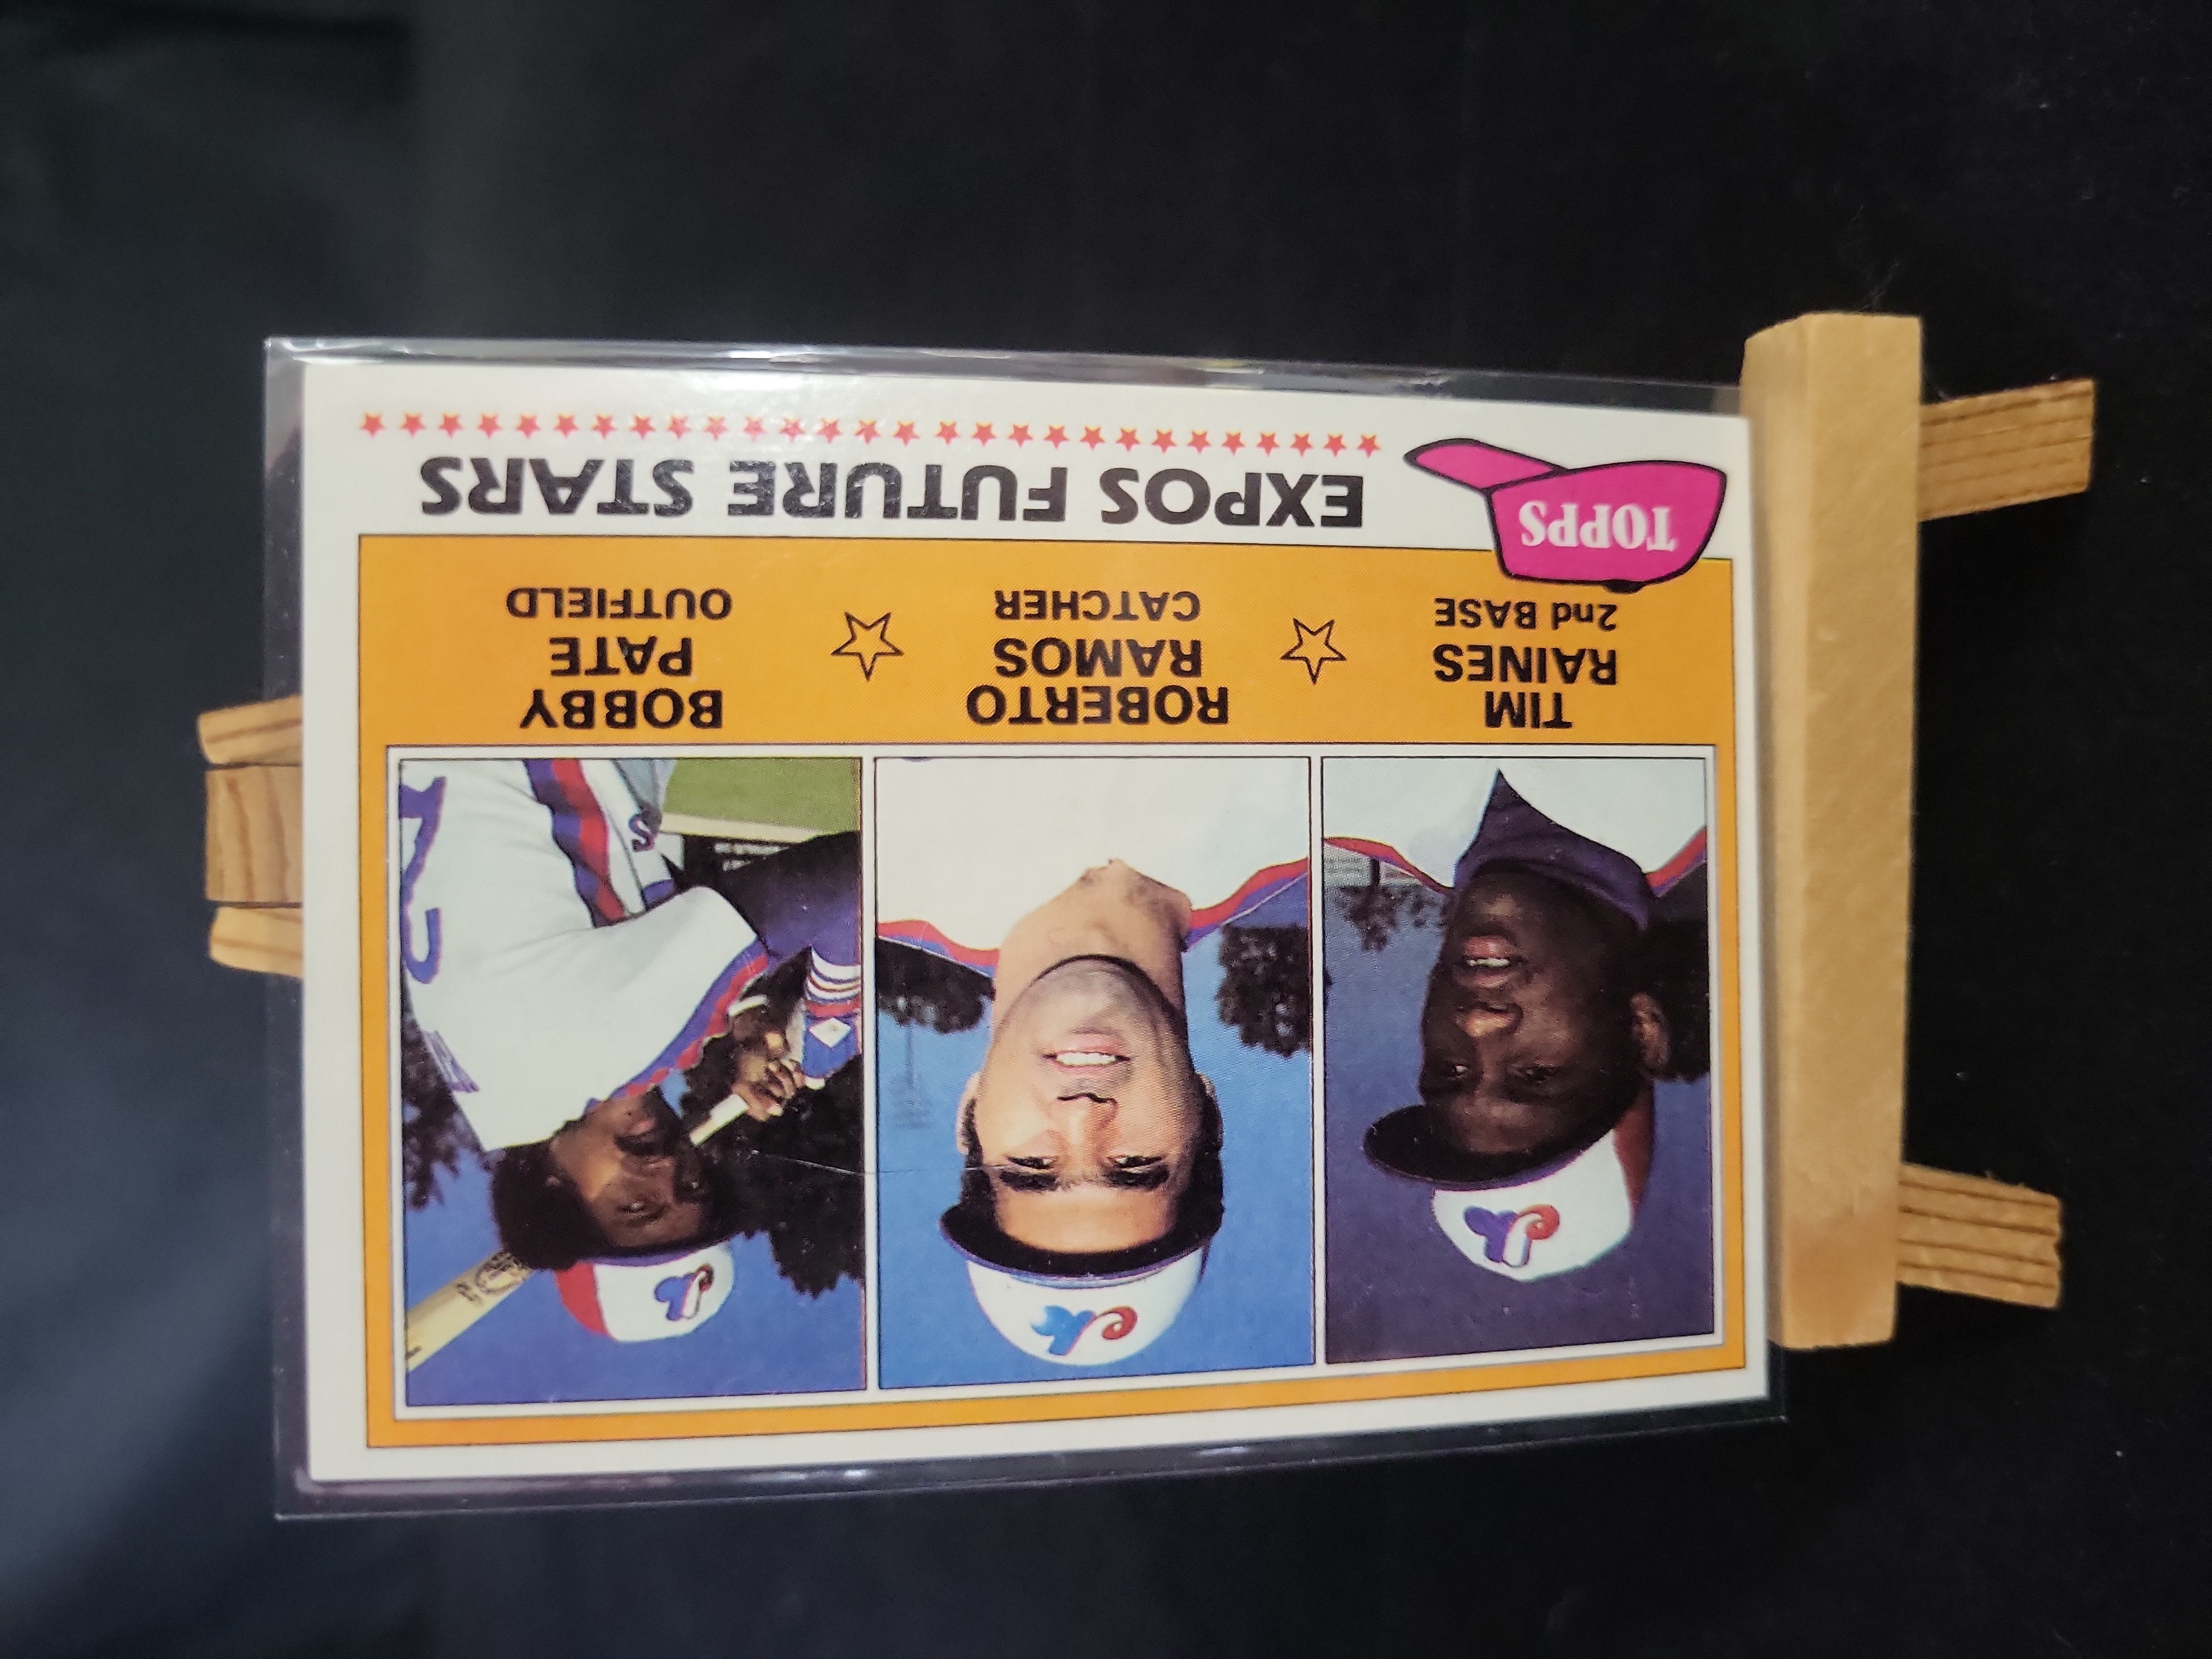 TIM
RAINES
2nd BASE
ROBERTO
RAMOS
CATCHER
BOBBY
PATE
OUTFIELD
TOPPS
EXPOS FUTURE STARS